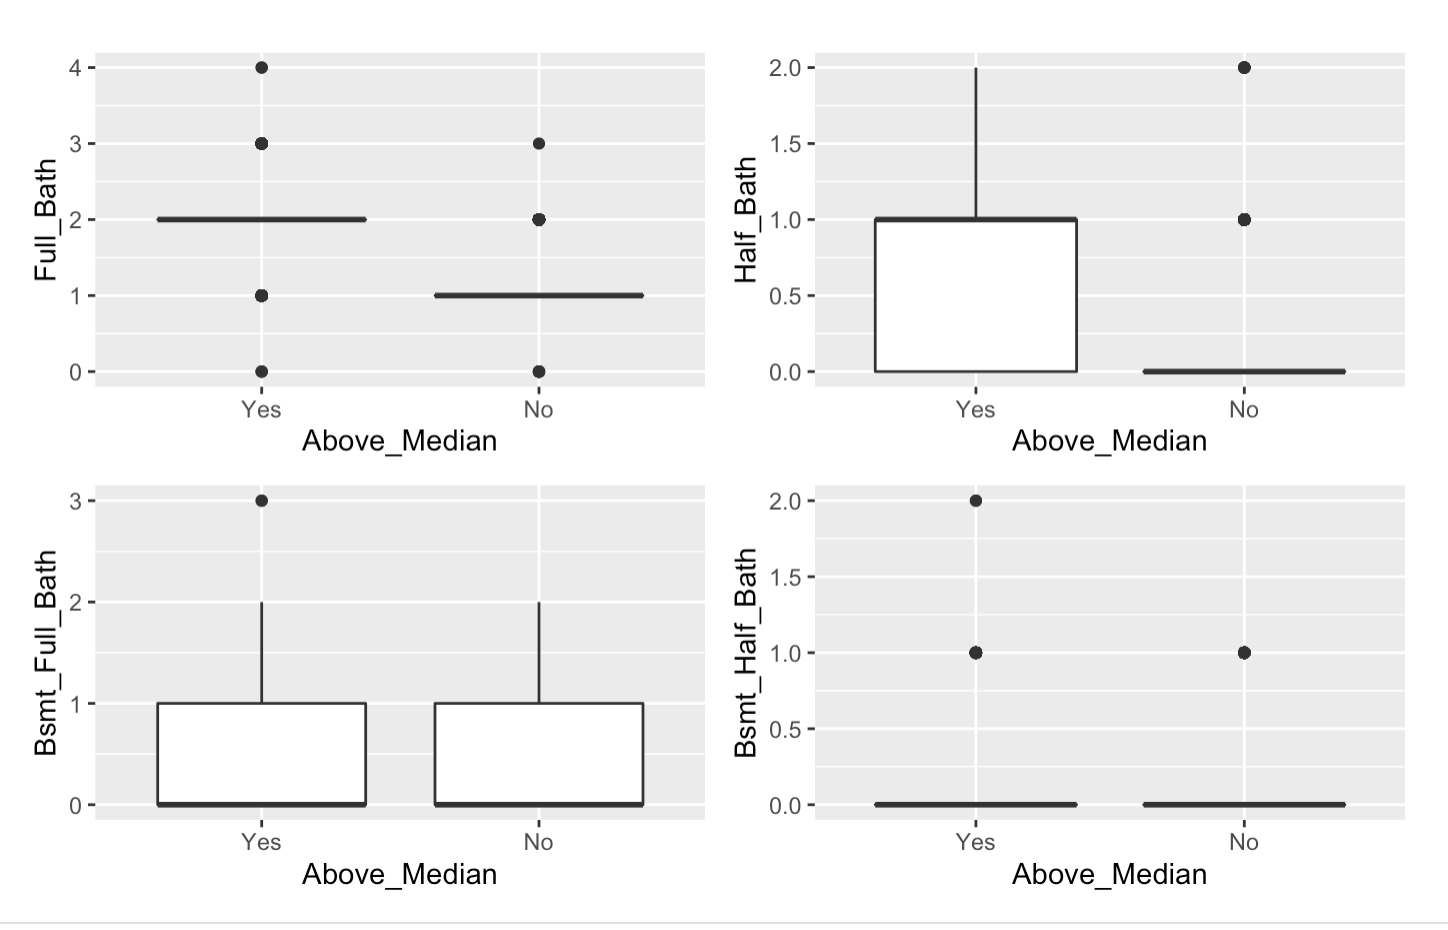 Full_Bath
4
3
2
1
0
Yes No
Above_Median
Half_Bath
2.0
1.5
1.0
0.5
0.0
Yes No
Above_Median
Bsmt_Full_Bath
3
2
1
0
Yes No
Above_Median
Bsmt_Half_Bath
2.0
1.5
1.0
0.5
0.0
Yes No
Above_Median